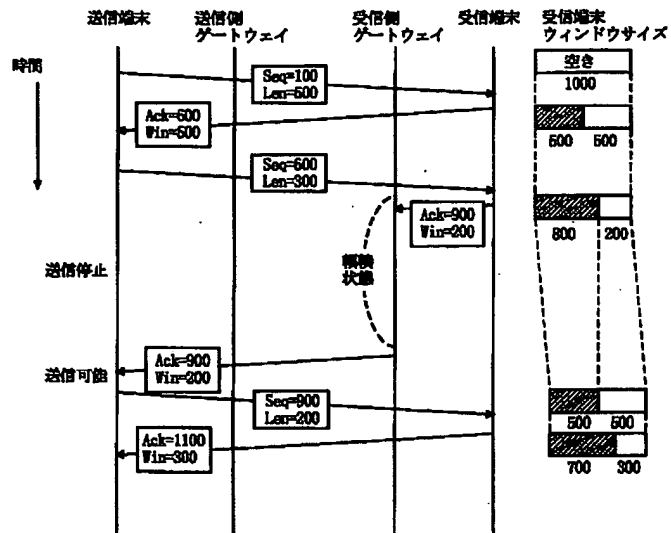 送信端末
送信側
ゲートウェイ
受信側
ゲートウェイ
受信端末
受信端末
ウィンドウサイズ
時間
空き
1000
Seq=100
Len=500
Ack=600
Win=500
500 500
Seq=600
Len=300
Ack=900
Win=200
800 200
輻輳
状態
送信停止
Ack=900
Win=200
送信可能
Seq=900
Len=200
500 500
Ack=1100
Win=300
700 300